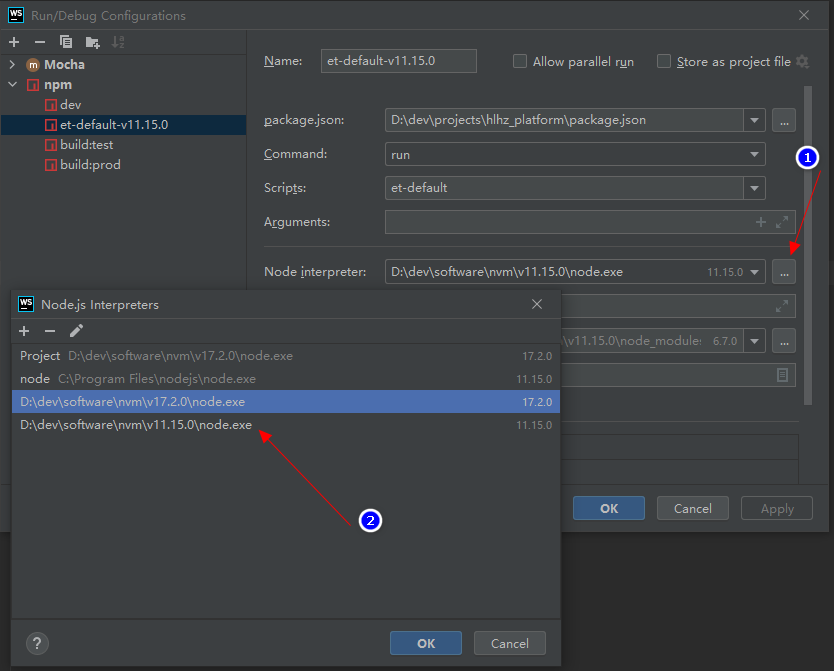 WS Run/Debug Configurations
m Mocha
npm
dev
et-default-v11.15.0
build:test
build:prod
Name: et-default-v11.15.0 Allow parallel run Store as project file
package.json: D:\dev\projects\hlhz_platform\package.json ...
Command: run
1
Scripts: et-default
Arguments:
Node interpreter: D:\dev\software\nvm\v11.15.0\node.exe 11.15.0 ...
\v11.15.0\node_modules 6.7.0 ...
OK Cancel Apply
WS Node.js Interpreters
Project D:\dev\software\nvm\v17.2.0\node.exe 17.2.0
node C:\Program Files\nodejs\node.exe 11.15.0
D:\dev\software\nvm\v17.2.0\node.exe 17.2.0
D:\dev\software\nvm\v11.15.0\node.exe 11.15.0
2
? OK Cancel